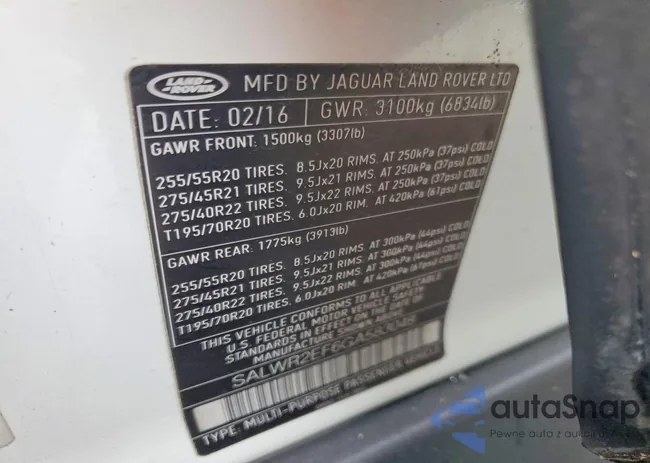 LAND ROVER
MFD BY JAGUAR LAND ROVER LTD
DATE: 02/16 GWR: 3100kg (6834lb)
GAWR FRONT: 1500kg (3307lb)
255/55R20 TIRES. 8.5Jx20 RIMS. AT 250kPa (37psi) COLD
275/45R21 TIRES. 9.5Jx21 RIMS. AT 250kPa (37psi) COLD
275/40R22 TIRES. 9.5Jx22 RIMS. AT 250kPa (37psi) COLD
T195/70R20 TIRES. 6.0Jx20 RIM. AT 420kPa (61psi) COLD
GAWR REAR: 1775kg (3913lb)
255/55R20 TIRES. 8.5Jx20 RIMS. AT 300kPa (44psi) COLD
275/45R21 TIRES. 9.5Jx21 RIMS. AT 300kPa (44psi) COLD
275/40R22 TIRES. 9.5Jx22 RIMS. AT 300kPa (44psi) COLD
T195/70R20 TIRES. 6.0Jx20 RIM. AT 420kPa (61psi) COLD
THIS VEHICLE CONFORMS TO ALL APPLICABLE
U.S. FEDERAL MOTOR VEHICLE SAFETY
STANDARDS IN EFFECT ON THE DATE OF
MANUFACTURE SHOWN ABOVE.
TYPE: MULTI-PURPOSE PASSENGER VEHICLE
autaSnap
Pewne auta z aukcji